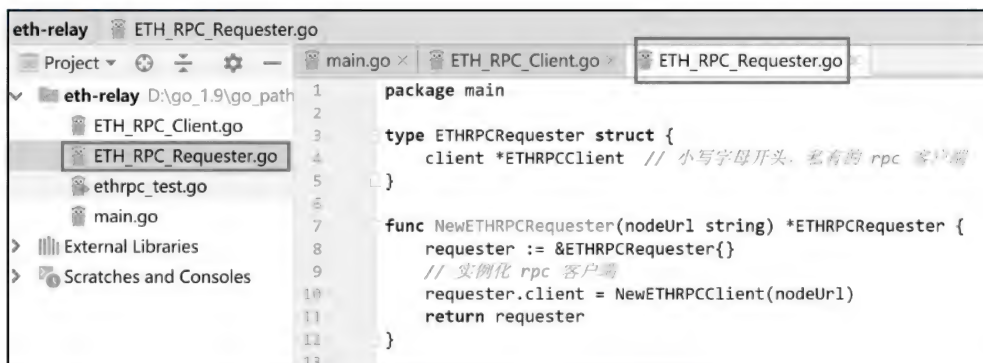 eth-relay ETH_RPC_Requester.go
Project
main.go × ETH_RPC_Client.go × ETH_RPC_Requester.go ×
eth-relay D:\go_1.9\go_path
ETH_RPC_Client.go
ETH_RPC_Requester.go
ethrpc_test.go
main.go
External Libraries
Scratches and Consoles
1 package main
2
3 type ETHRPCRequester struct {
4 client *ETHRPCClient // 小写字母开头,私有的 rpc 客户端
5 }
6
7 func NewETHRPCRequester(nodeUrl string) *ETHRPCRequester {
8 requester := &ETHRPCRequester{}
9 // 实例化 rpc 客户端
10 requester.client = NewETHRPCClient(nodeUrl)
11 return requester
12 }
13